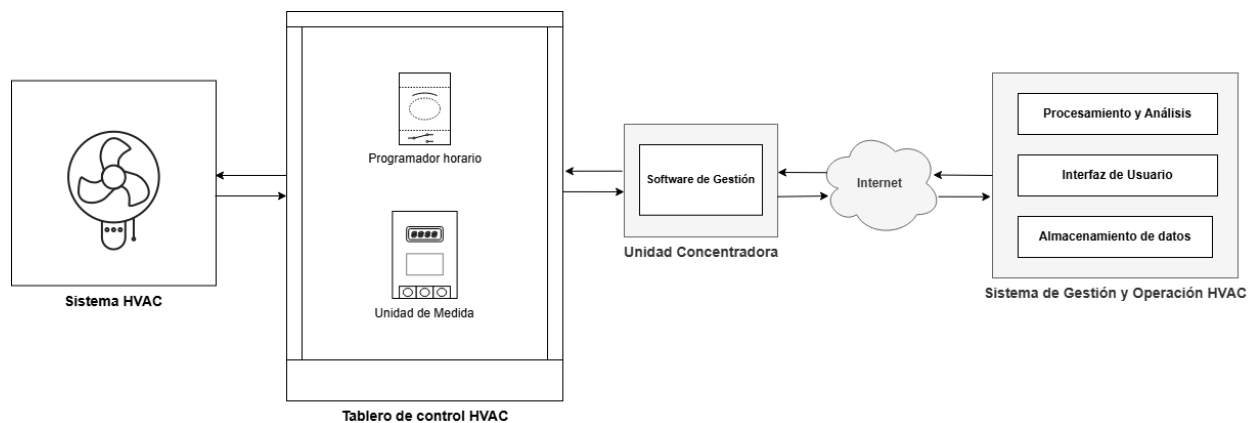 Programador horario
Unidad de Medida
Sistema HVAC
Tablero de control HVAC
Software de Gestión
Unidad Concentradora
Internet
Procesamiento y Análisis
Interfaz de Usuario
Almacenamiento de datos
Sistema de Gestión y Operación HVAC